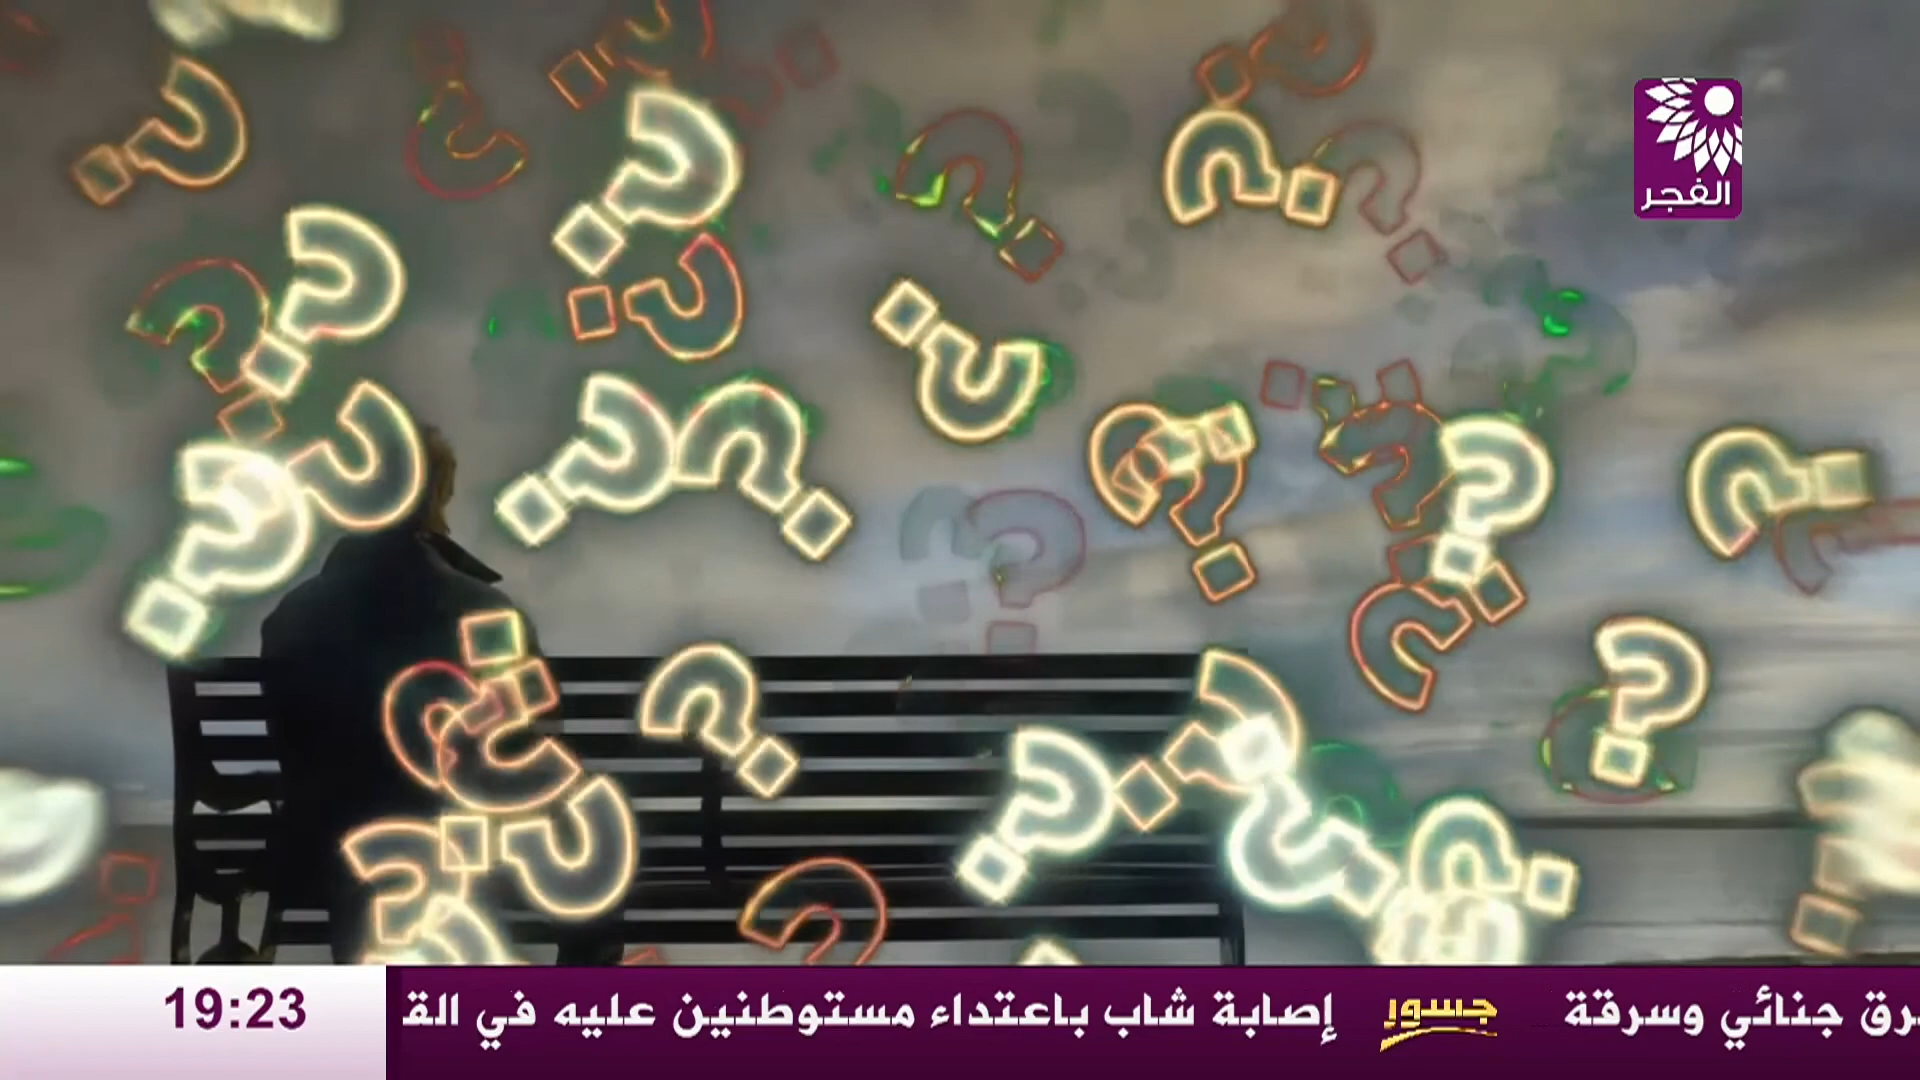 الفجر
رق جنائي وسرقة جسور إصابة شاب باعتداء مستوطنين عليه في الق
19:23